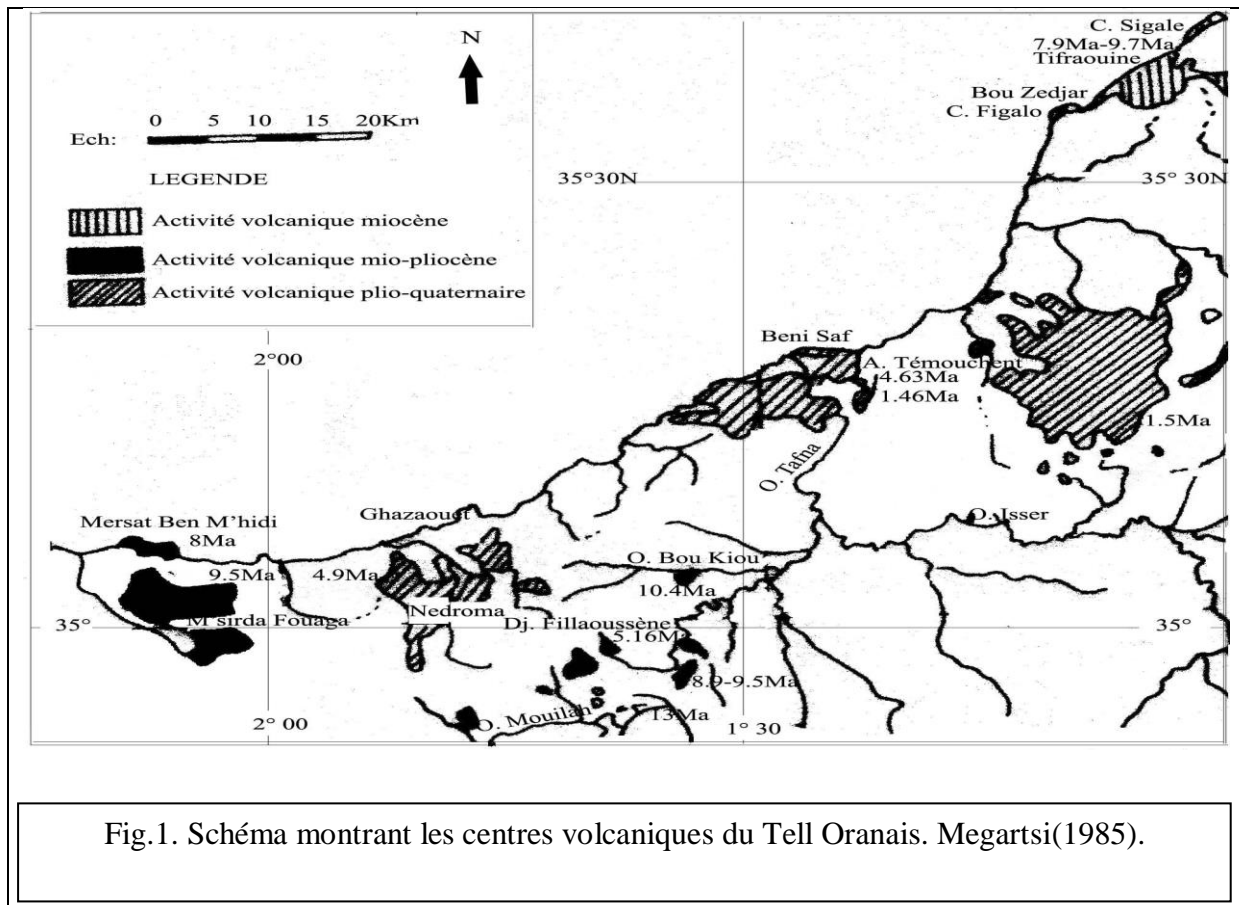 C. Sigale
7.9Ma-9.7Ma
Tifraouine
N
Bou Zedjar
C. Figalo
0 5 10 15 20Km
Ech:
LEGENDE
35°30N
35° 30N
Activité volcanique miocène
Activité volcanique mio-pliocène
Activité volcanique plio-quaternaire
Beni Saf
2°00
A. Témouchent
4.63Ma
1.46Ma
1.5Ma
O. Tafna
Ghazaouet
O. Isser
Mersat Ben M'hidi
8Ma
O. Bou Kiou
9.5Ma
4.9Ma
10.4Ma
Nedroma
M sirda Fouaga
Dj. Fillaoussène
35°
35°
5.16Ma
8.9-9.5Ma
O. Mouilah
13Ma
2° 00
1° 30
Fig.1. Schéma montrant les centres volcaniques du Tell Oranais. Megartsi(1985).